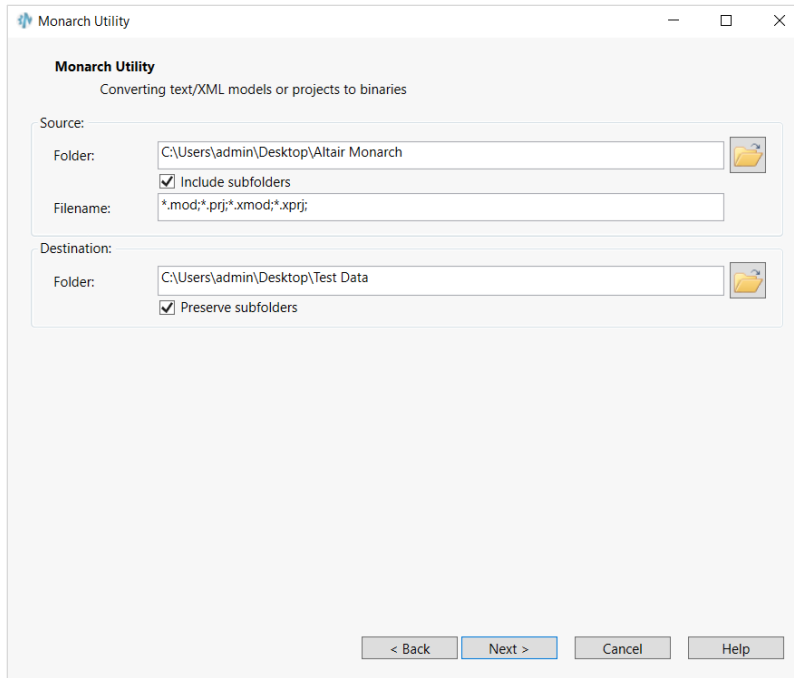 Monarch Utility
Monarch Utility
Converting text/XML models or projects to binaries
Source:
Folder: C:\Users\admin\Desktop\Altair Monarch
Include subfolders
Filename: *.mod;*.prj;*.xmod;*.xprj;
Destination:
Folder: C:\Users\admin\Desktop\Test Data
Preserve subfolders
< Back Next > Cancel Help